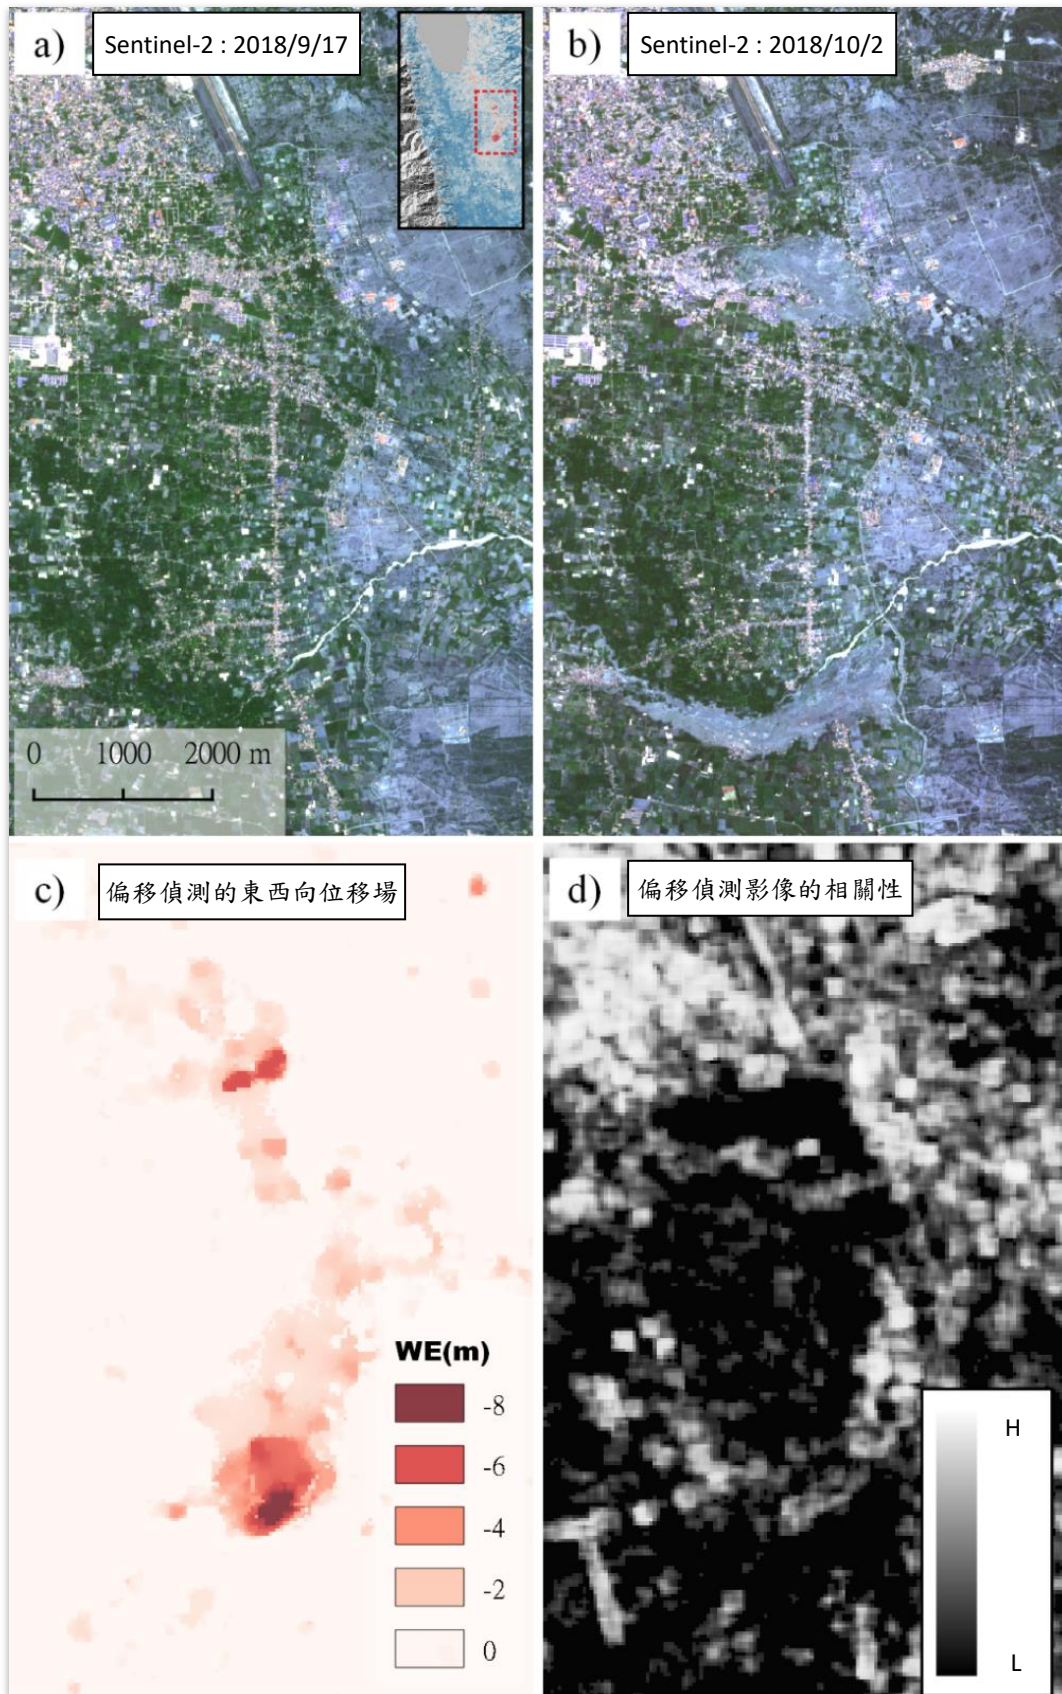 a)
Sentinel-2 : 2018/9/17
b)
Sentinel-2 : 2018/10/2
0 1000 2000 m
c)
偏移偵測的東西向位移場
d)
偏移偵測影像的相關性
WE(m)
-8
-6
-4
-2
0
H
L